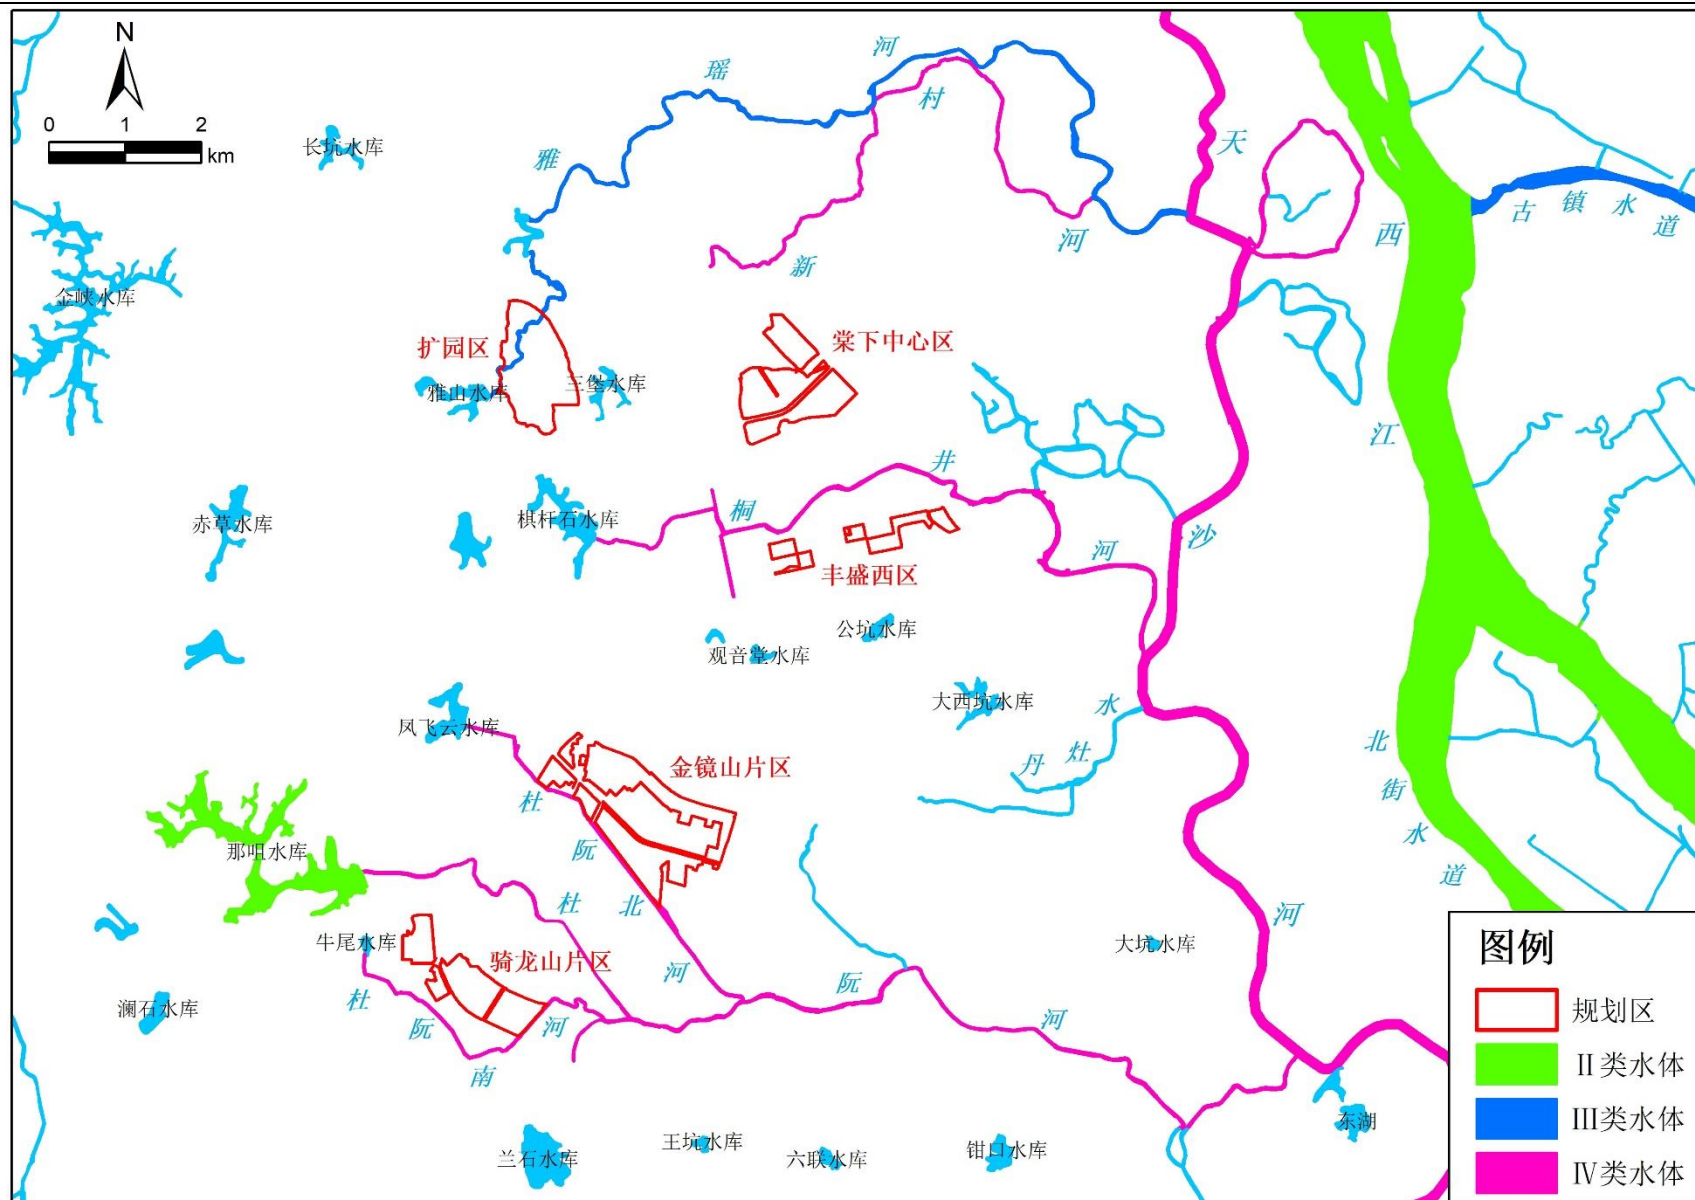 N
0 1 2
km
长坑水库
雅瑶河
新村河
天沙河
西江
古镇水道
金峡水库
扩园区
雅山水库
三堡水库
棠下中心区
赤草水库
棋杆石水库
桐井河
丰盛西区
公坑水库
观音堂水库
大西坑水库
凤飞云水库
金镜山片区
丹灶水
北街水道
杜阮北河
那咀水库
杜阮河
牛尾水库
骑龙山片区
杜阮南河
澜石水库
大坑水库
兰石水库
王坑水库
六联水库
钳口水库
东湖
图例
规划区
Ⅱ类水体
Ⅲ类水体
Ⅳ类水体